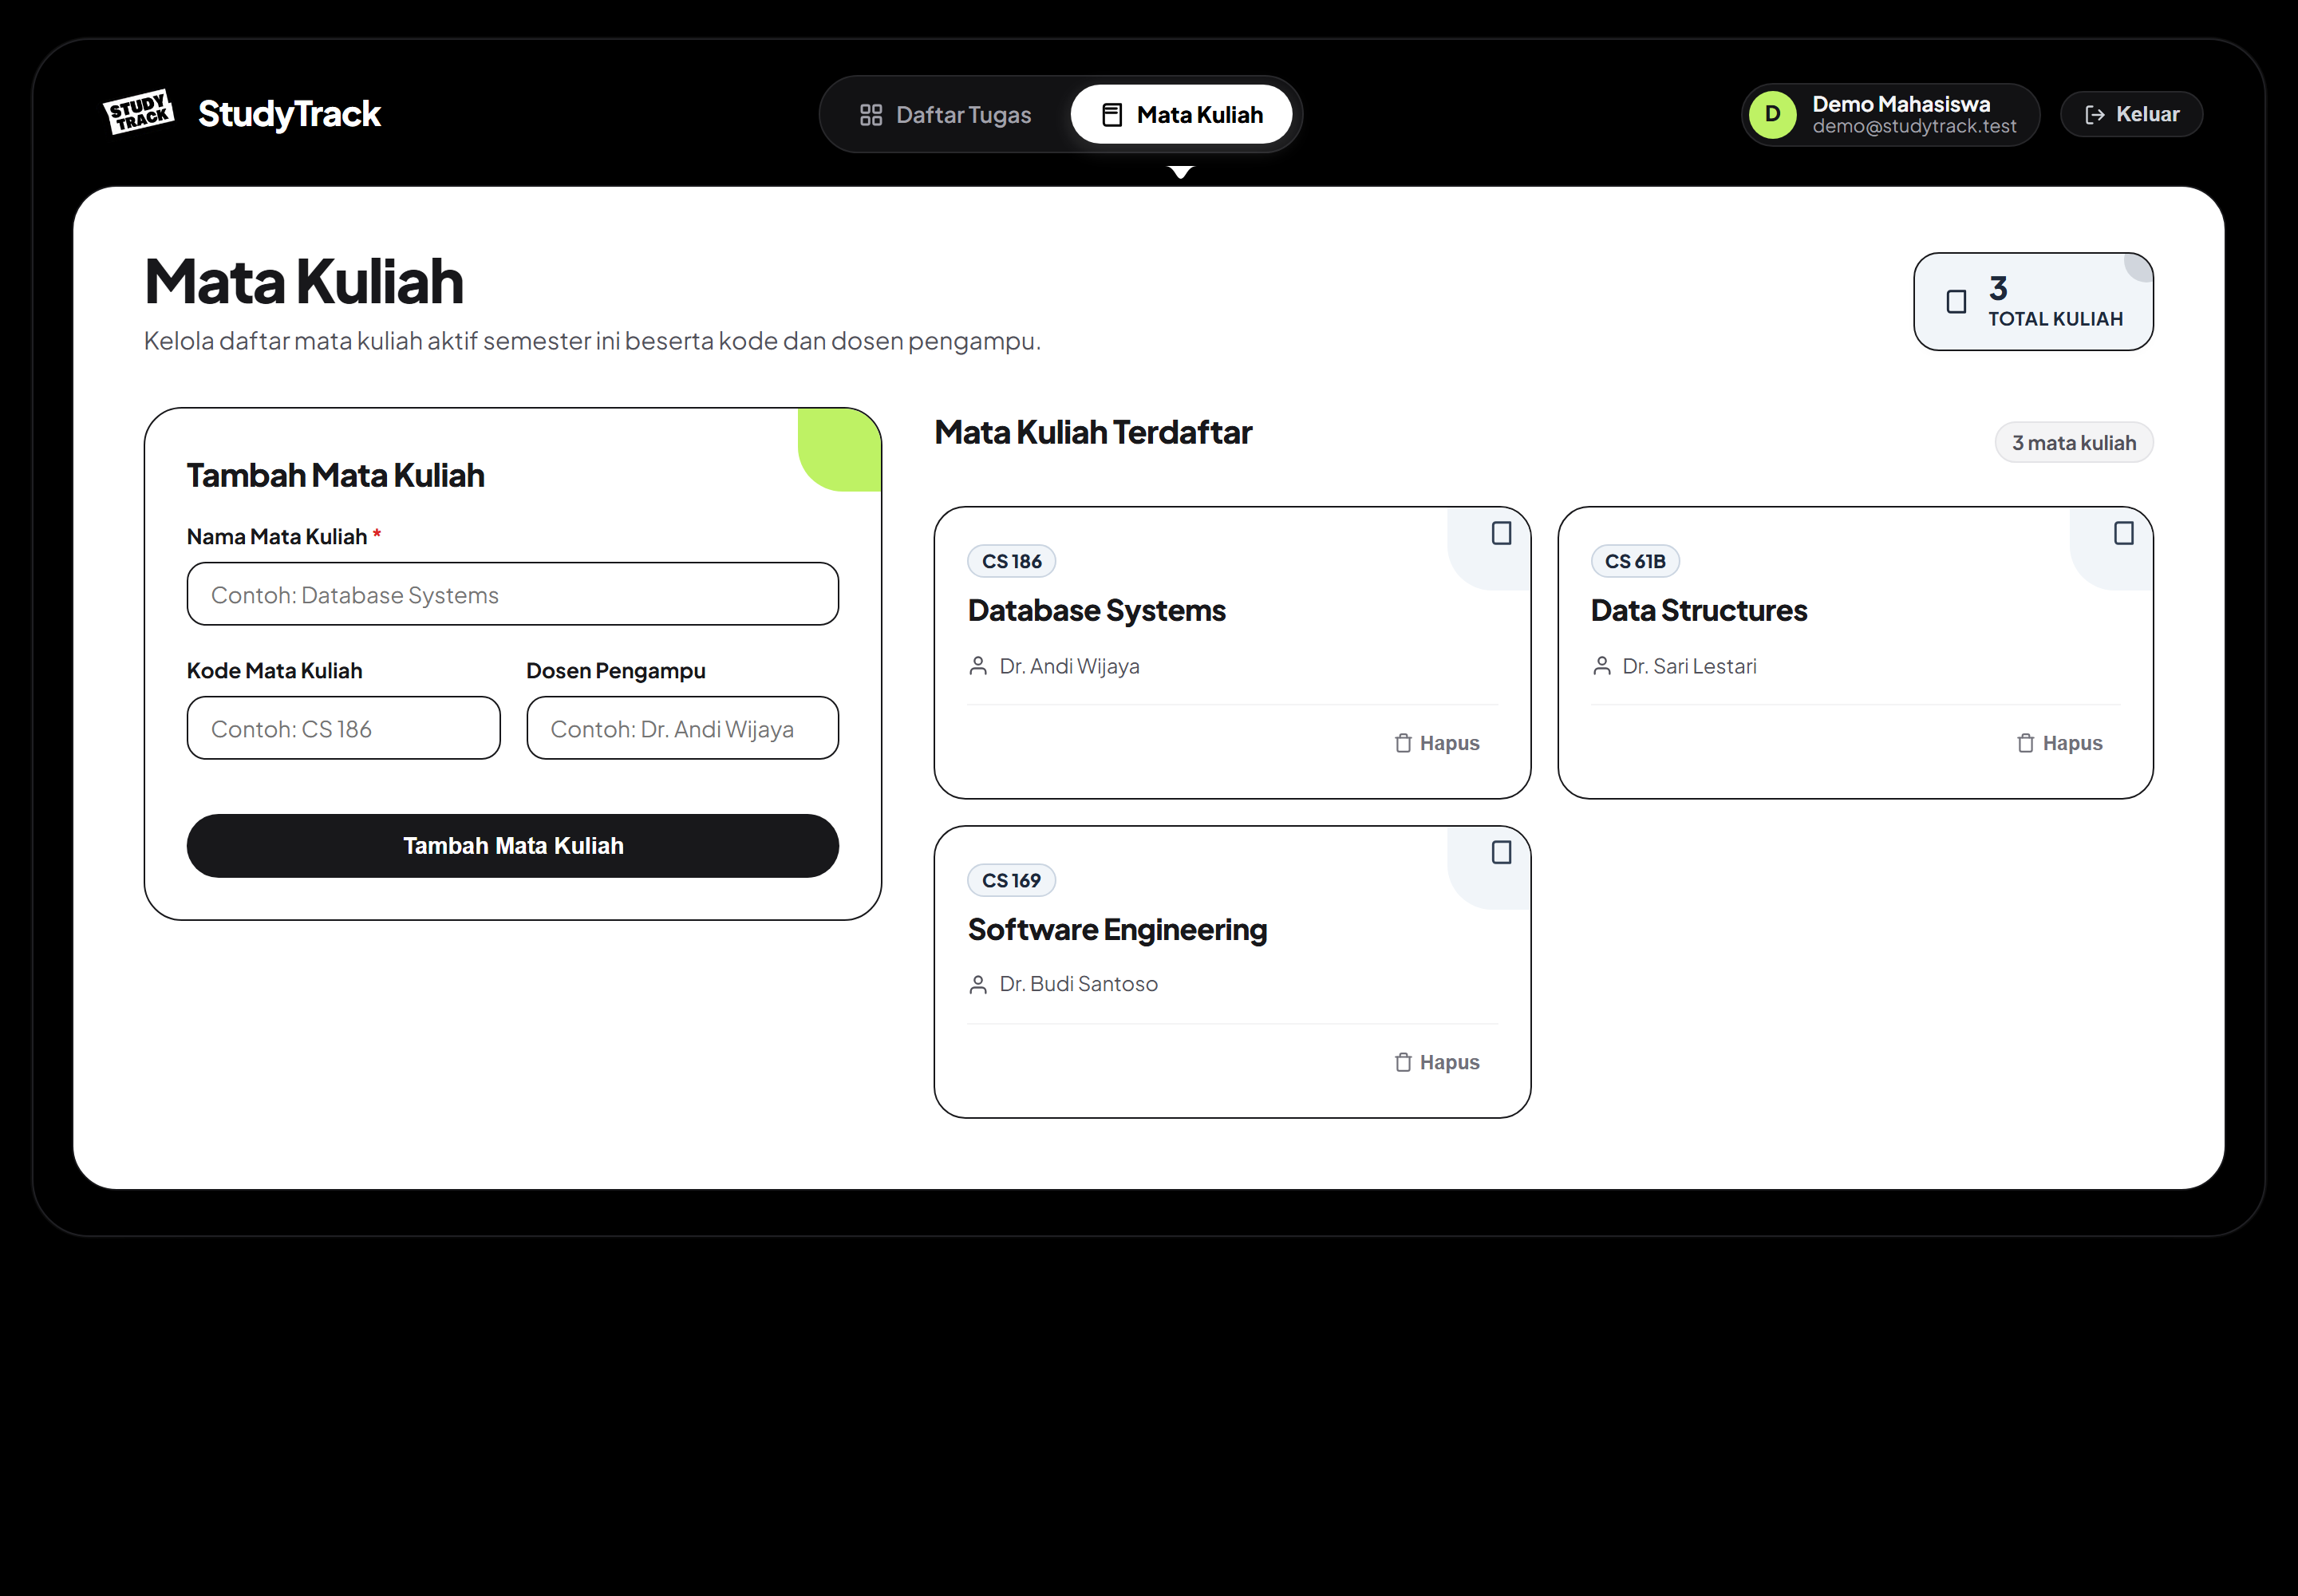 STUDY
TRACK
StudyTrack
Daftar Tugas
Mata Kuliah
D
Demo Mahasiswa
demo@studytrack.test
Keluar
Mata Kuliah
Kelola daftar mata kuliah aktif semester ini beserta kode dan dosen pengampu.
3
TOTAL KULIAH
Tambah Mata Kuliah
Nama Mata Kuliah *
Contoh: Database Systems
Kode Mata Kuliah
Dosen Pengampu
Contoh: CS 186
Contoh: Dr. Andi Wijaya
Tambah Mata Kuliah
Mata Kuliah Terdaftar
3 mata kuliah
CS 186
Database Systems
Dr. Andi Wijaya
Hapus
CS 61B
Data Structures
Dr. Sari Lestari
Hapus
CS 169
Software Engineering
Dr. Budi Santoso
Hapus